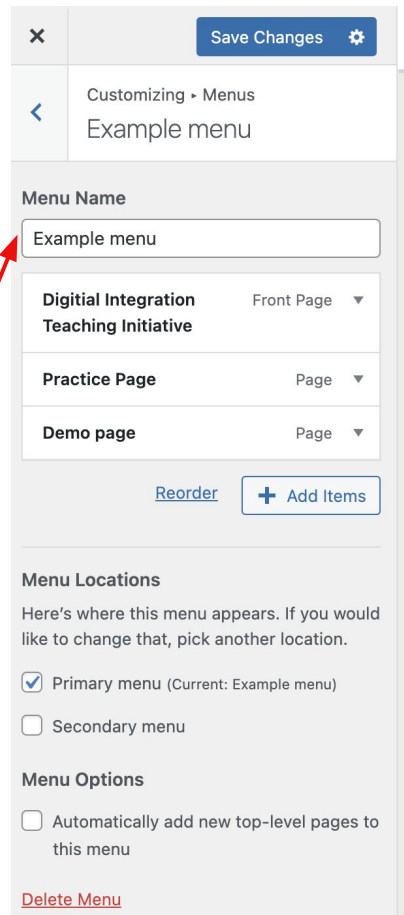 Save Changes
Customizing ▸ Menus
Example menu
Menu Name
Example menu
Digitial Integration Front Page
Teaching Initiative
Practice Page Page
Demo page Page
Reorder + Add Items
Menu Locations
Here's where this menu appears. If you would
like to change that, pick another location.
Primary menu (Current: Example menu)
Secondary menu
Menu Options
Automatically add new top-level pages to
this menu
Delete Menu